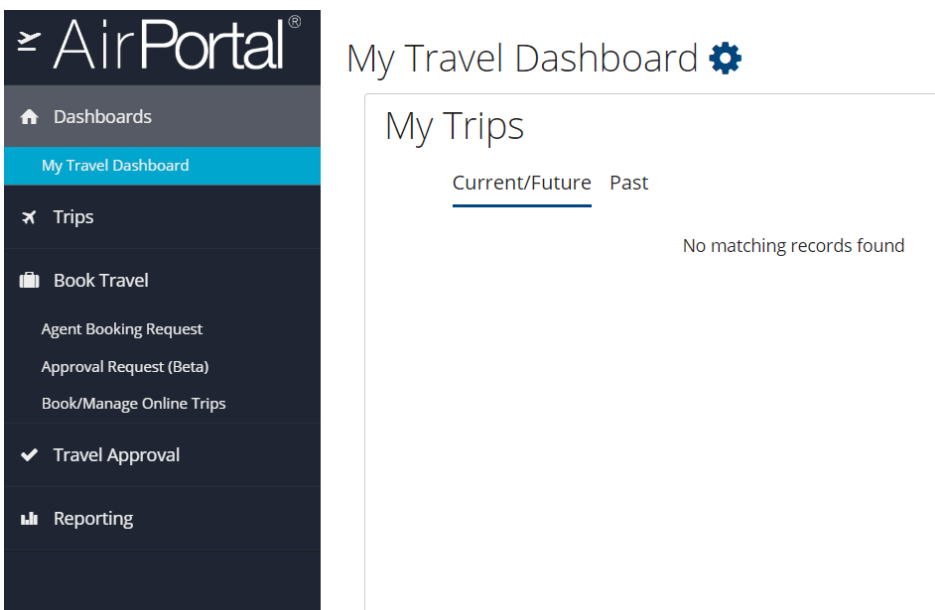 AirPortal®
Dashboards
My Travel Dashboard
Trips
Book Travel
Agent Booking Request
Approval Request (Beta)
Book/Manage Online Trips
Travel Approval
Reporting
My Travel Dashboard
My Trips
Current/Future Past
No matching records found